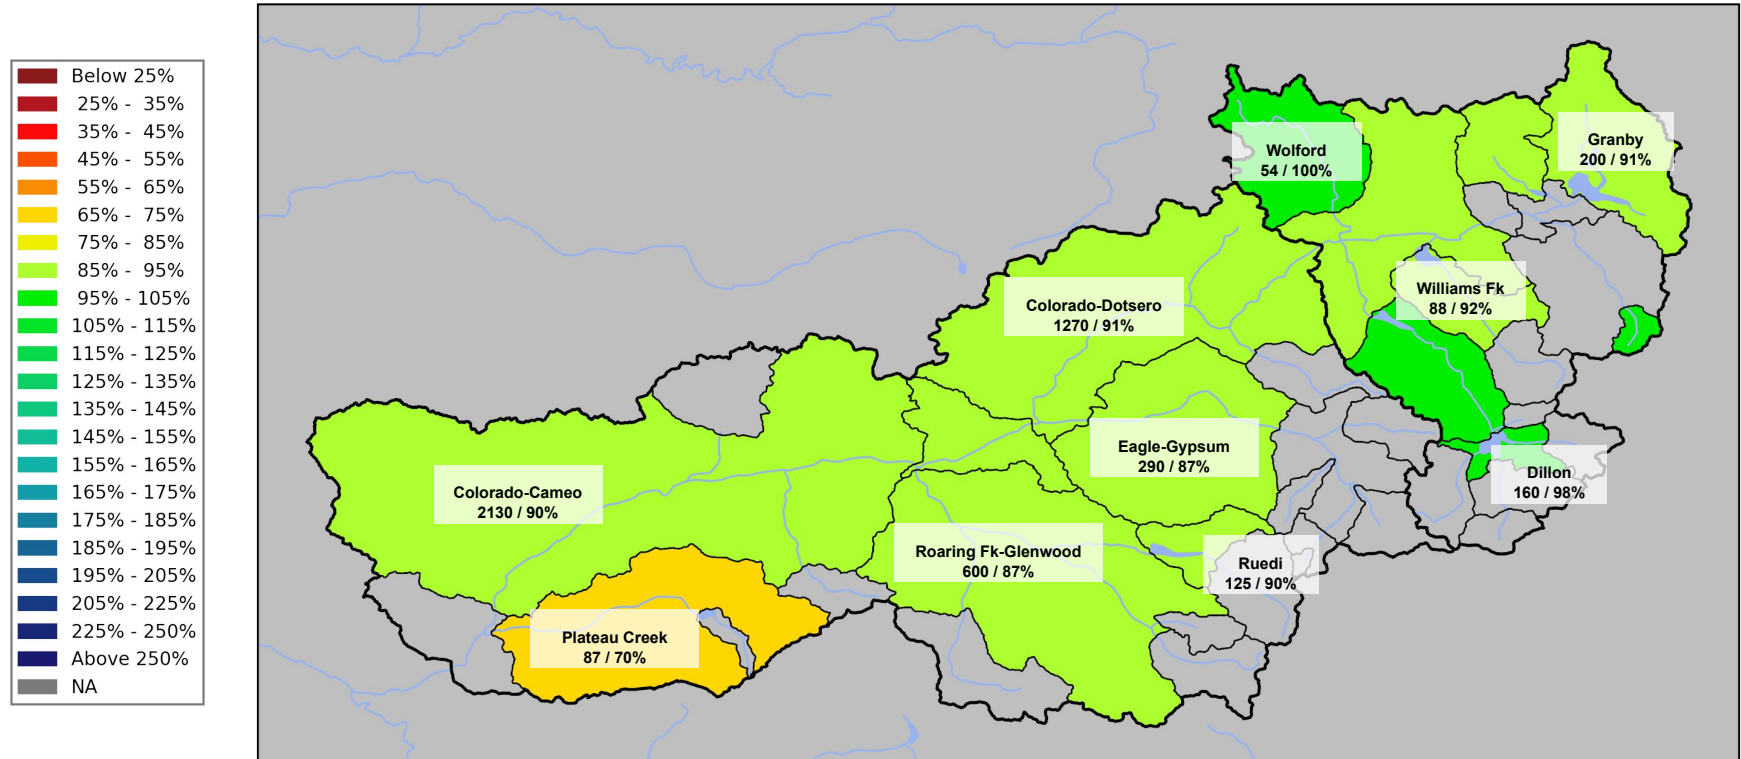 Below 25%
25% - 35%
35% - 45%
45% - 55%
55% - 65%
65% - 75%
75% - 85%
85% - 95%
95% - 105%
105% - 115%
115% - 125%
125% - 135%
135% - 145%
145% - 155%
155% - 165%
165% - 175%
175% - 185%
185% - 195%
195% - 205%
205% - 225%
225% - 250%
Above 250%
NA
Granby
200 / 91%
Wolford
54 / 100%
Williams Fk
88 / 92%
Colorado-Dotsero
1270 / 91%
Eagle-Gypsum
290 / 87%
Dillon
160 / 98%
Colorado-Cameo
2130 / 90%
Roaring Fk-Glenwood
600 / 87%
Ruedi
125 / 90%
Plateau Creek
87 / 70%